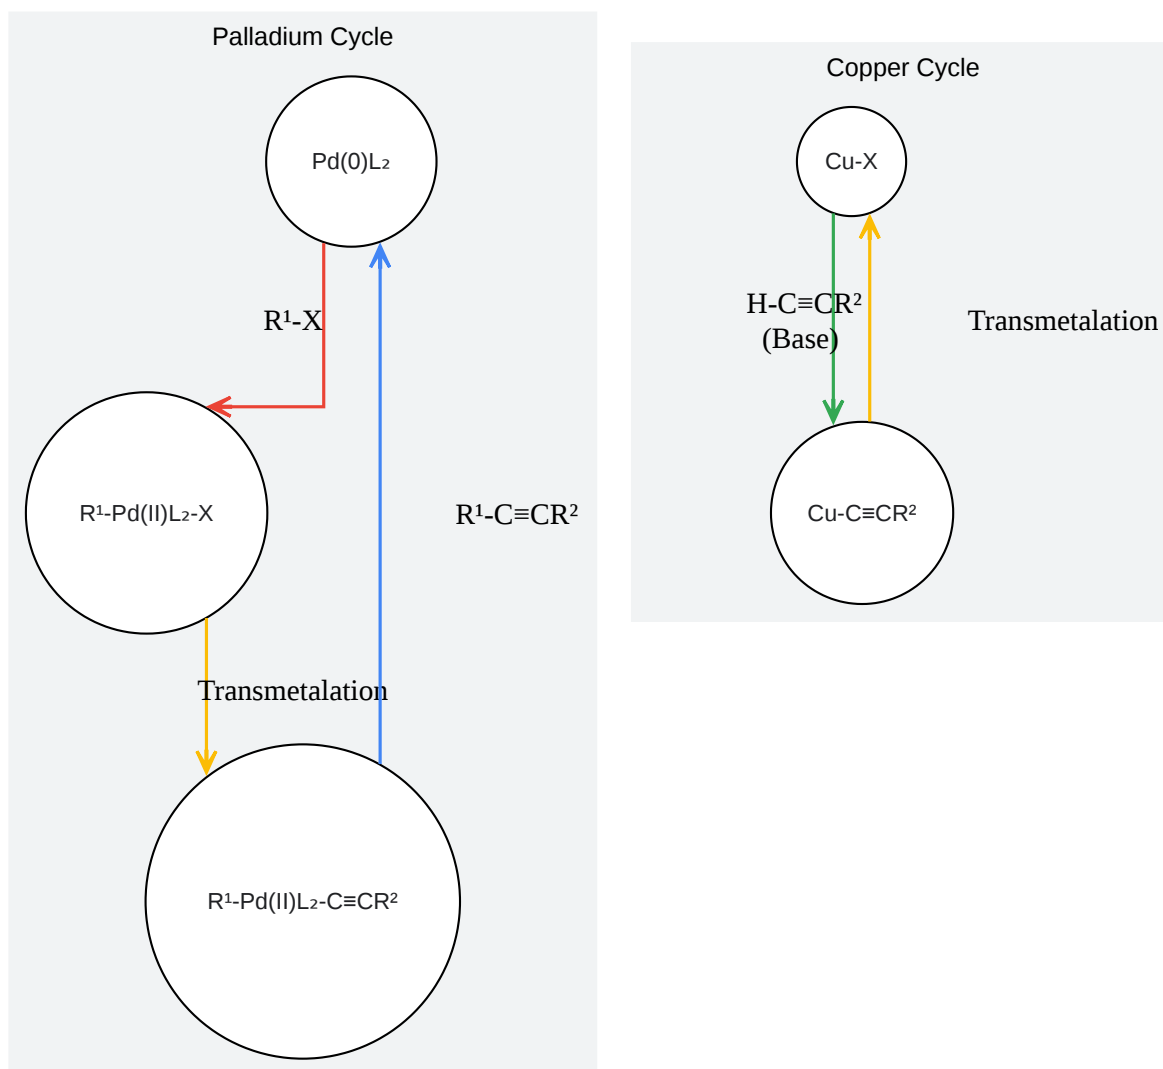 Palladium Cycle
Pd(0)L₂
R¹-X
R¹-Pd(II)L₂-X
R¹-C≡CR²
Transmetalation
R¹-Pd(II)L₂-C≡CR²
Copper Cycle
Cu-X
H-C≡CR²
(Base)
Transmetalation
Cu-C≡CR²